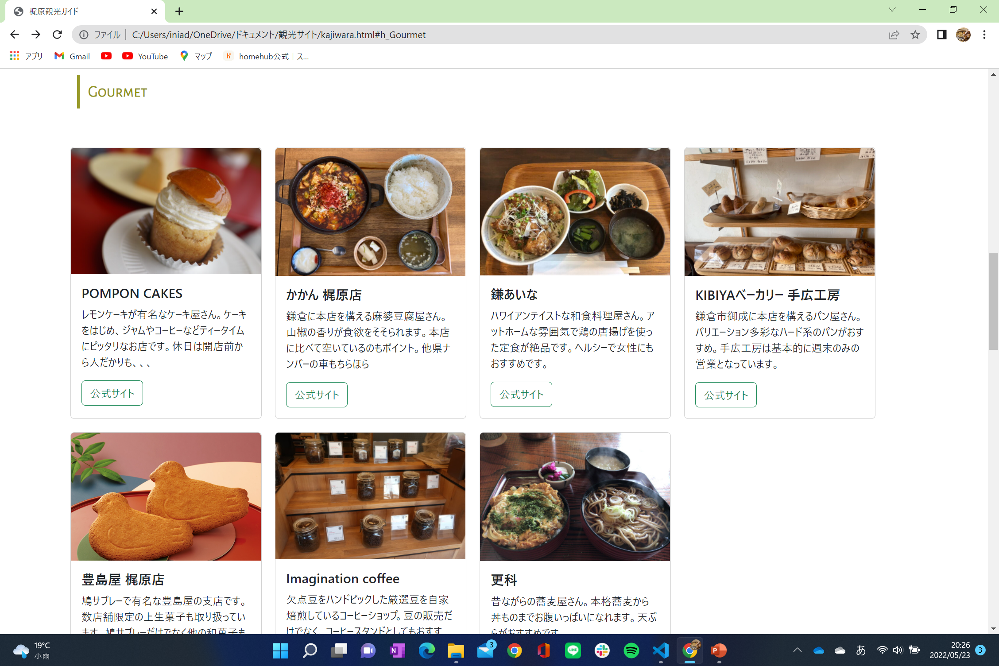 梶原観光ガイド
ファイル C:/Users/iniad/OneDrive/ドキュメント/観光サイト/kajiwara.html#h_Gourmet
アプリ Gmail YouTube マップ homehub公式｜ス...
GOURMET
POMPON CAKES
レモンケーキが有名なケーキ屋さん。ケーキ
をはじめ、ジャムやコーヒーなどティータイム
にピッタリなお店です。休日は開店前か
ら人だかりも、、、
公式サイト
かかん 梶原店
鎌倉に本店を構える麻婆豆腐屋さん。
山椒の香りが食欲をそそられます。本店
に比べて空いているのもポイント。他県ナ
ンバーの車もちらほら
公式サイト
鎌あいな
ハワイアンテイストな和食料理屋さん。ア
ットホームな雰囲気で鶏の唐揚げを使っ
た定食が絶品です。ヘルシーで女性にも
おすすめです。
公式サイト
KIBIYAベーカリー 手広工房
鎌倉市御成に本店を構えるパン屋さん。
バリエーション多彩なハード系のパンがおす
すめ。手広工房は基本的に週末のみの
営業となっています。
公式サイト
豊島屋 梶原店
鳩サブレーで有名な豊島屋の支店です。
数店舗限定の上生菓子も取り扱ってい
ます。鳩サブレーだけでなく他の和菓子も
Imagination coffee
欠点豆をハンドピックした厳選豆を自家
焙煎しているコーヒーショップ。豆の販売だ
けでなく、コーヒースタンドとしてもおすす
更科
昔ながらの蕎麦屋さん。本格蕎麦から
丼ものまでお腹いっぱいになれます。天ぷ
らがおすすめです
19°C
小雨
3
あ
20:26
2022/05/23
3